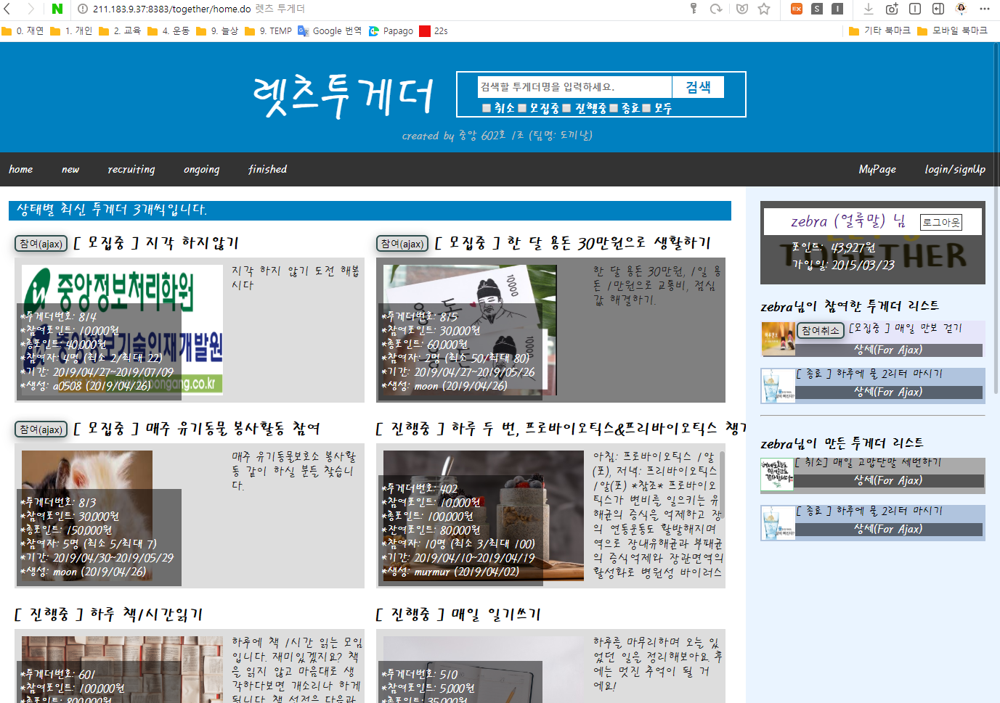 211.183.9.37:8383/together/home.do 렛츠 투게더
0. 재연 1. 개인 2. 교육 4. 운동 9. 늘상 9. TEMP Google 번역 Papago 22s 기타 북마크 모바일 북마크
렛츠투게더
검색할 투게더명을 입력하세요. 검색
취소 모집중 진행중 종료 모두
created by 중앙 602호 1조 (팀명: 도끼날)
home new recruiting ongoing finished MyPage login/signUp
상태별 최신 투게더 3개씩입니다.
참여(ajax) [ 모집중 ] 지각 하지않기
지각 하지 않기 도전 해봅
시다
중앙정보처리학원
중앙정보기술인재개발원
*투게더번호: 814
*참여포인트: 10,000원
*총포인트: 40,000원
*참여자: 4명 (최소 2/최대 22)
*기간: 2019/04/27~2019/07/09
*생성: a0508 (2019/04/26)
참여(ajax) [ 모집중 ] 한 달 용돈 30만원으로 생활하기
한 달 용돈 30만원, 1일 용
돈 1만원으로 교통비, 점심
값 해결하기.
용돈
10000
*투게더번호: 815
*참여포인트: 30,000원
*총포인트: 60,000원
*참여자: 2명 (최소 50/최대 80)
*기간: 2019/04/27~2019/05/26
*생성: moon (2019/04/26)
참여(ajax) [ 모집중 ] 매주 유기동물 봉사활동 참여
매주 유기동물보호소 봉사활
동 같이 하실 분들 찾습니
다.
*투게더번호: 813
*참여포인트: 30,000원
*총포인트: 150,000원
*참여자: 5명 (최소 5/최대 7)
*기간: 2019/04/30~2019/05/29
*생성: moon (2019/04/26)
[ 진행중 ] 하루 두 번, 프로바이오틱스&프리바이오틱스 챙기
아침: 프로바이오틱스 1알
(포), 저녁: 프리바이오틱스
1알(포) *참조* 프로바이오
틱스가 변비를 일으키는 유
해균의 증식을 억제하고 장
의 연동운동도 활발해지며
역으로 장내유해균과 부패균
의 증식억제와 장관면역의
활성화로 병원성 바이러스
*투게더번호: 402
*참여포인트: 10,000원
*총포인트: 100,000원
*잔여포인트: 80,000원
*참여자: 10명 (최소 3/최대 100)
*기간: 2019/04/10~2019/04/19
*생성: murmur (2019/04/02)
[ 진행중 ] 하루 책1시간읽기
하루에 책 1시간 읽는 모임
입니다. 재미있겠지요? 책
을 읽지 않고 마음대로 생
각하다보면 개소리나 하게
됩니다. 책 선정은 다음과
*투게더번호: 601
*참여포인트: 100,000원
*총포인트: 800,000원
[ 진행중 ] 매일 일기쓰기
하루를 마무리하며 오늘 있
었던 일을 정리해보아요. 후
에는 멋진 추억이 될 거
에요!
*투게더번호: 510
*참여포인트: 5,000원
*총포인트: 35,000원
zebra (얼룩말) 님 로그아웃
포인트: 43,927원
가입일: 2015/03/23
TOGETHER
zebra님이 참여한 투게더 리스트
참여취소 [모집중 ] 매일 만보 걷기
상세(For Ajax)
[ 종료 ] 하루에 물 2리터 마시기
상세(For Ajax)
zebra님이 만든 투게더 리스트
[ 취소] 매일 고맙단말 세번하기
상세(For Ajax)
[ 종료 ] 하루에 물 2리터 마시기
상세(For Ajax)